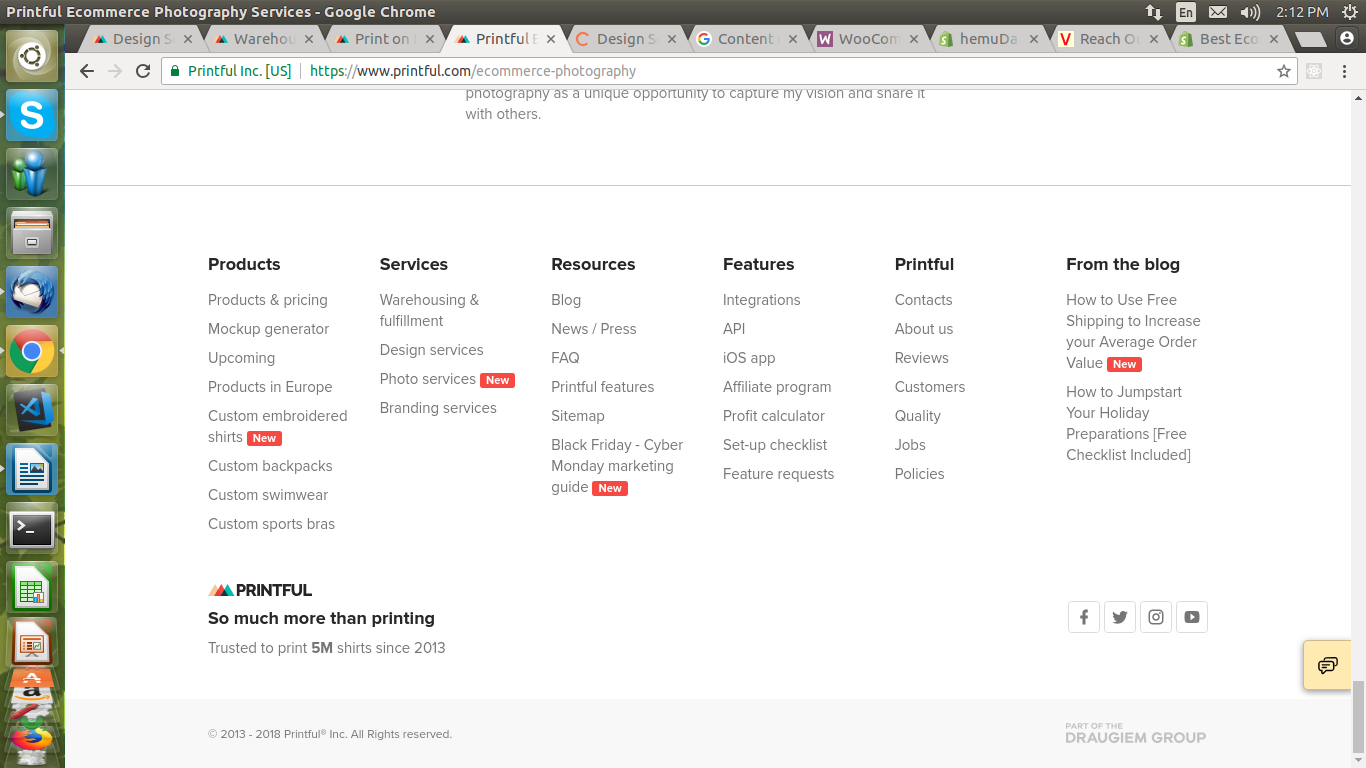 Printful Ecommerce Photography Services - Google Chrome
En
2:12 PM
Design S
Warehou
Print on
Printful E
Design S
Content
WooCom
hemuDa
Reach Ou
Best Eco
Printful Inc. [US]
https://www.printful.com/ecommerce-photography
photography as a unique opportunity to capture my vision and share it
with others.
Products
Products & pricing
Mockup generator
Upcoming
Products in Europe
Custom embroidered
shirts New
Custom backpacks
Custom swimwear
Custom sports bras
Services
Warehousing &
fulfillment
Design services
Photo services New
Branding services
Resources
Blog
News / Press
FAQ
Printful features
Sitemap
Black Friday - Cyber
Monday marketing
guide New
Features
Integrations
API
iOS app
Affiliate program
Profit calculator
Set-up checklist
Feature requests
Printful
Contacts
About us
Reviews
Customers
Quality
Jobs
Policies
From the blog
How to Use Free
Shipping to Increase
your Average Order
Value New
How to Jumpstart
Your Holiday
Preparations [Free
Checklist Included]
PRINTFUL
So much more than printing
Trusted to print 5M shirts since 2013
© 2013 - 2018 Printful® Inc. All Rights reserved.
PART OF THE
DRAUGIEM GROUP